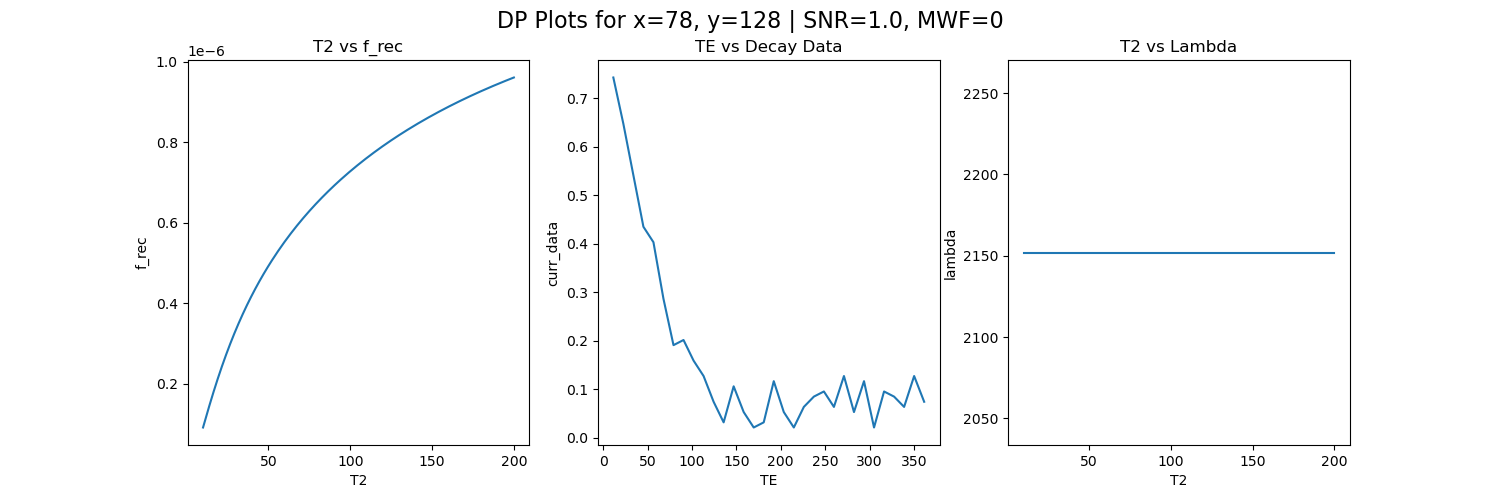 DP Plots for x=78, y=128 | SNR=1.0, MWF=0
T2 vs f_rec
1e−6
1.0
0.8
0.6
0.4
0.2
f_rec
50 100 150 200
T2
TE vs Decay Data
0.7
0.6
0.5
0.4
0.3
0.2
0.1
0.0
curr_data
0 50 100 150 200 250 300 350
TE
T2 vs Lambda
2250
2200
2150
2100
2050
lambda
50 100 150 200
T2